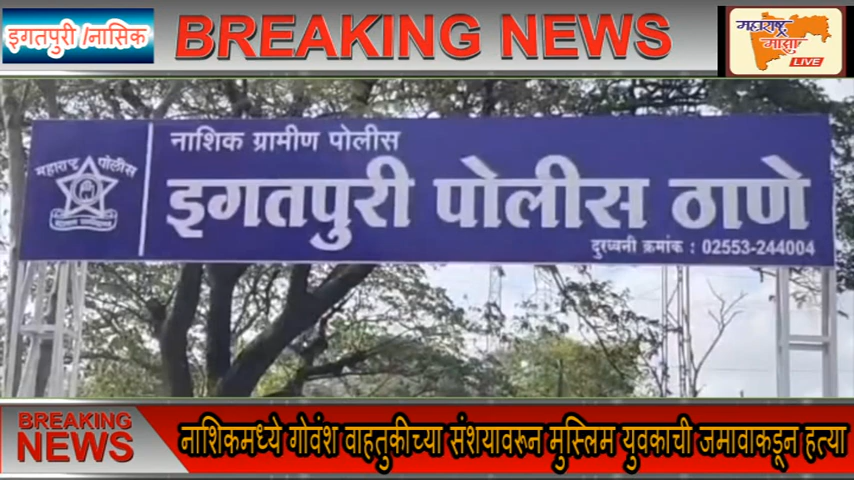 इगतपुरी /नासिक
BREAKING NEWS
महाराष्ट्र
माझा
LIVE
नाशिक ग्रामीण पोलीस
महाराष्ट्र पोलीस
इगतपुरी पोलीस ठाणे
दुरध्वनी क्रमांक : 02553-244004
BREAKING
NEWS
नाशिकमध्ये गोवंश वाहतुकीच्या संशयावरून मुस्लिम युवकाची जमावाकडून हत्या